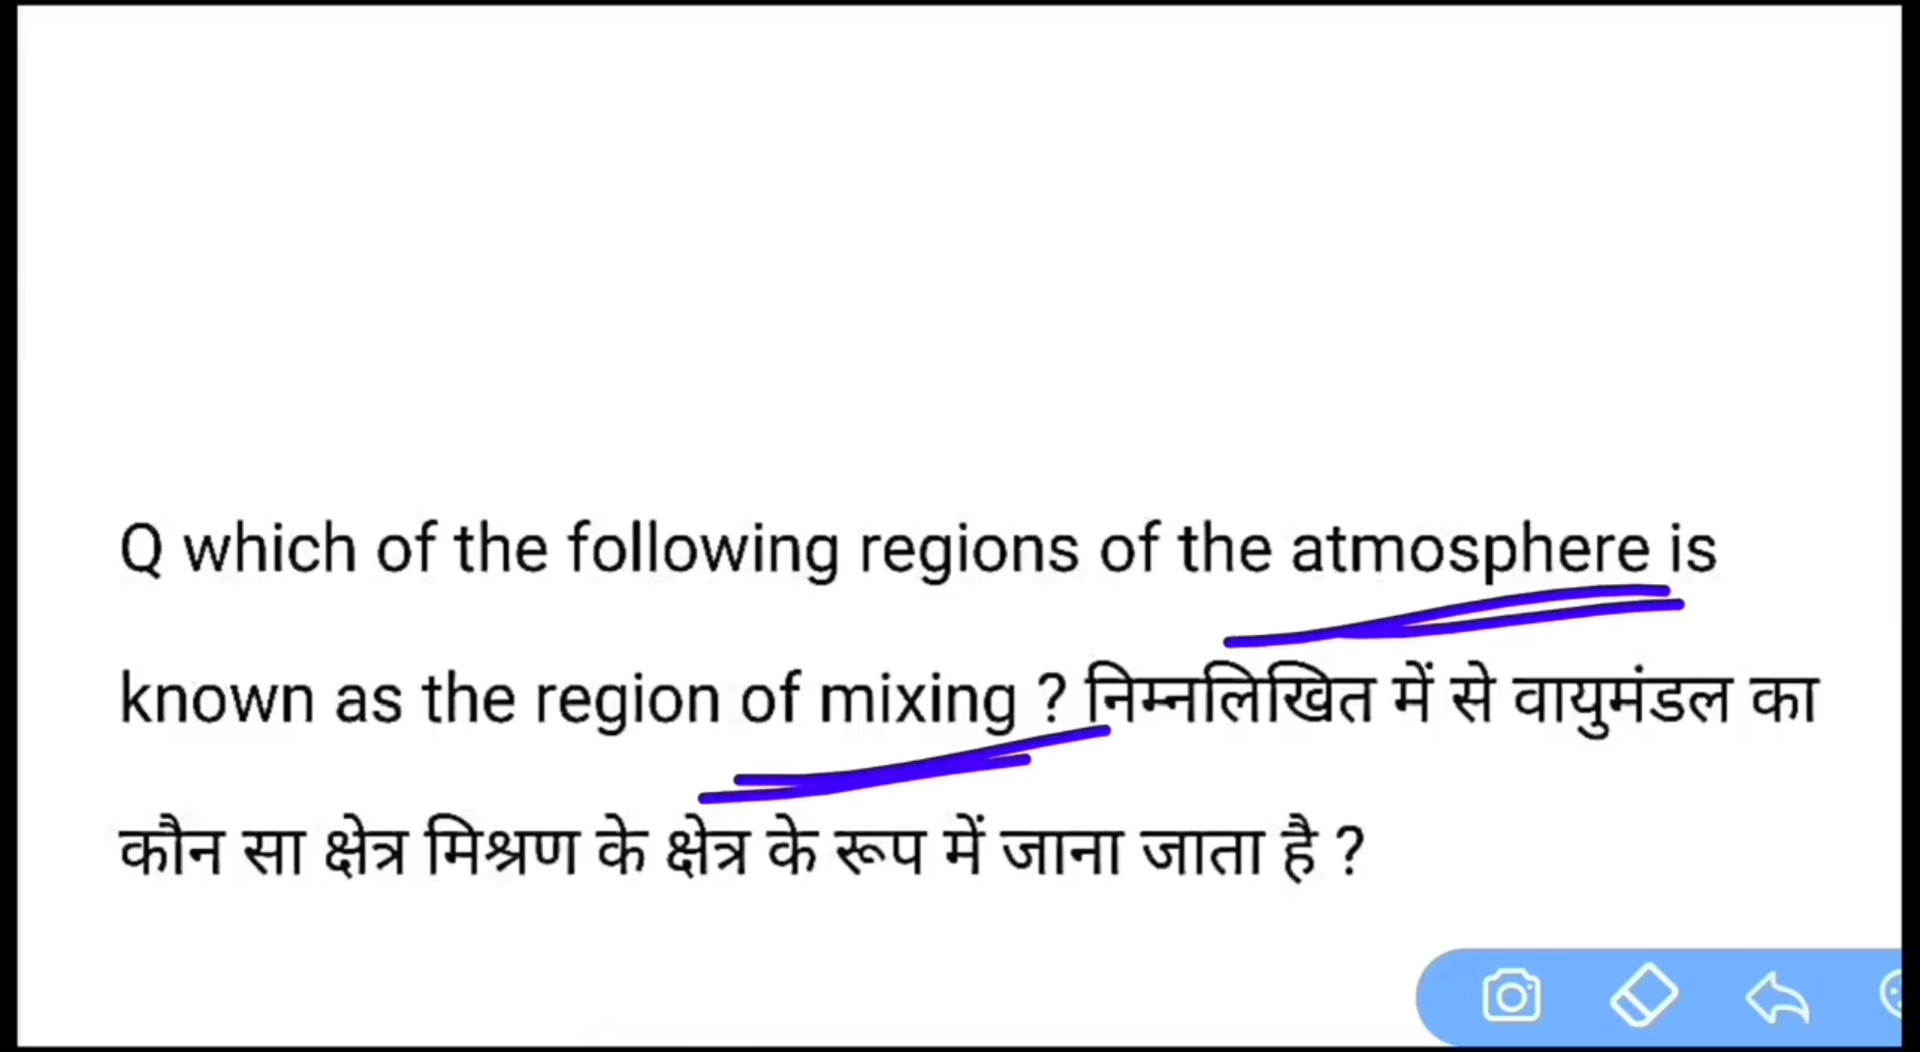 Q which of the following regions of the atmosphere is
known as the region of mixing ? निम्नलिखित में से वायुमंडल का
कौन सा क्षेत्र मिश्रण के क्षेत्र के रूप में जाना जाता है ?